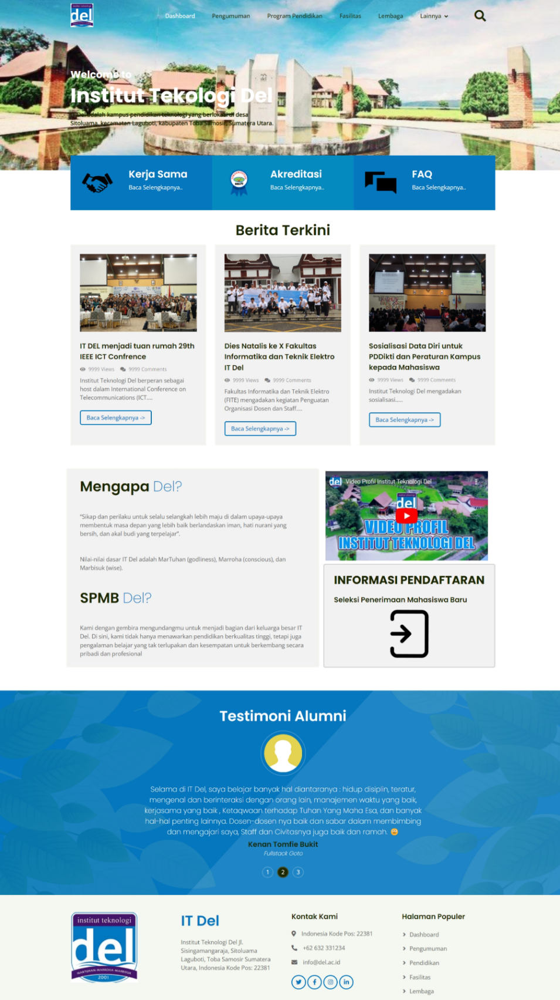 institut teknologi
del
Dashboard Pengumuman Program Pendidikan Fasilitas Lembaga Lainnya
Welcome to
Institut Tekologi Del
Del adalah kampus pendidikan teknologi yang berlokasi di desa
Sitoluama, kecamatan Laguboti, kabupaten Toba Samosir, Sumatera Utara.
Kerja Sama
Baca Selengkapnya..
Akreditasi
Baca Selengkapnya..
FAQ
Baca Selengkapnya..
Berita Terkini
IT DEL menjadi tuan rumah 29th
IEEE ICT Confrence
9999 Views 9999 Comments
Institut Teknologi Del berperan sebagai
host dalam International Conference on
Telecommunications (ICT....
Baca Selengkapnya ->
Dies Natalis ke X Fakultas
Informatika dan Teknik Elektro
IT Del
9999 Views 9999 Comments
Fakultas Informatika dan Teknik Elektro
(FITE) mengadakan kegiatan Penguatan
Organisasi Dosen dan Staff....
Baca Selengkapnya ->
Sosialisasi Data Diri untuk
PDDikti dan Peraturan Kampus
kepada Mahasiswa
9999 Views 9999 Comments
Institut Teknologi Del mengadakan
sosialisasi.....
Baca Selengkapnya ->
Mengapa Del?
"Sikap dan perilaku untuk selalu selangkah lebih maju di dalam upaya-upaya
membentuk masa depan yang lebih baik berlandaskan iman, hati nurani yang
bersih, dan akal budi yang terpelajar".
Nilai-nilai dasar IT Del adalah MarTuhan (godliness), Marroha (conscious), dan
Marbisuk (wise).
SPMB Del?
Kami dengan gembira mengundangmu untuk menjadi bagian dari keluarga besar IT
Del. Di sini, kami tidak hanya menawarkan pendidikan berkualitas tinggi, tetapi juga
pengalaman belajar yang tak terlupakan dan kesempatan untuk berkembang secara
pribadi dan profesional
del Video Profil Institut Teknologi Del
del
VIDEO PROFIL
INSTITUT TEKNOLOGI DEL
INFORMASI PENDAFTARAN
Seleksi Penerimaan Mahasiswa Baru
Testimoni Alumni
Selama di IT Del, saya belajar banyak hal diantaranya : hidup disiplin, teratur,
mengenal dan berinteraksi dengan orang lain, manajemen waktu yang baik,
kerjasama yang baik , Ketaqwaan terhadap Tuhan Yang Maha Esa, dan banyak
hal-hal penting lainnya. Dosen-dosen nya baik dan sabar dalam membimbing
dan mengajari saya, Staff dan Civitasnya juga baik dan ramah. 😀
Kenan Tomfie Bukit
Fullstack Goto
1 2 3
institut teknologi
del
MARTUHAN-MARROHA-MARBISUK
2001
IT Del
Institut Teknologi Del Jl.
Sisingamangaraja, Sitoluama
Laguboti, Toba Samosir Sumatera
Utara, Indonesia Kode Pos: 22381
Kontak Kami
Indonesia Kode Pos: 22381
+62 632 331234
info@del.ac.id
Halaman Populer
Dashboard
Pengumuman
Pendidikan
Fasilitas
Lembaga